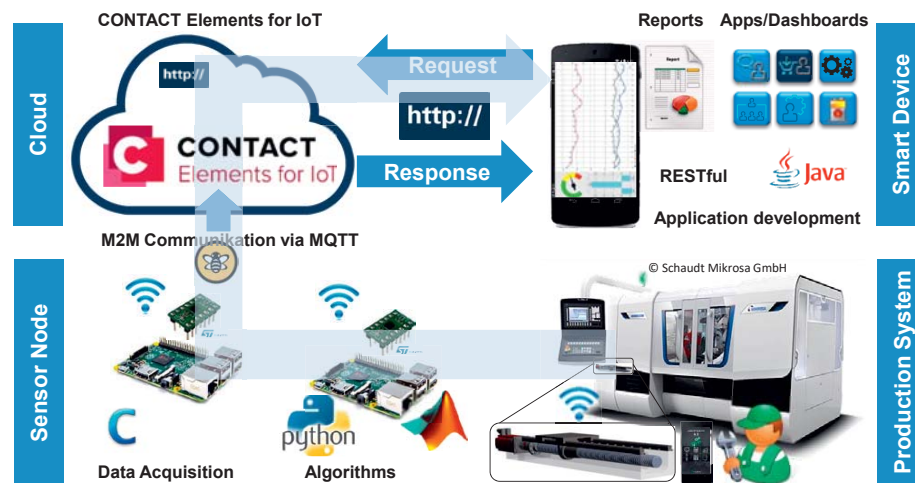 CONTACT Elements for IoT
Reports
Apps/Dashboards
Cloud
http://
CONTACT
Elements for IoT
Request
http://
Response
Report
RESTful
Java
Application development
Smart Device
M2M Communikation via MQTT
Sensor Node
C
python
Data Acquisition
Algorithms
© Schaudt Mikrosa GmbH
Production System